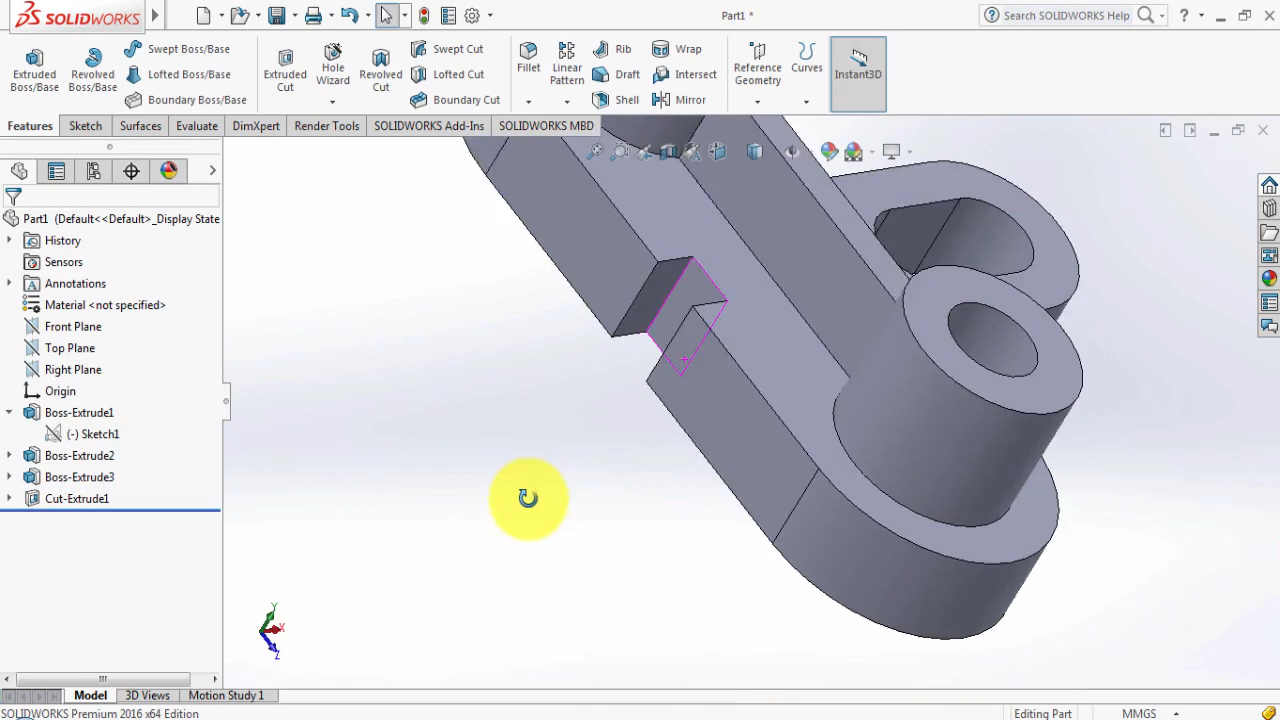 SOLIDWORKS
Part1 *
Search SOLIDWORKS Help
?
Extruded Boss/Base
Revolved Boss/Base
Swept Boss/Base
Lofted Boss/Base
Boundary Boss/Base
Extruded Cut
Hole Wizard
Revolved Cut
Swept Cut
Lofted Cut
Boundary Cut
Fillet
Linear Pattern
Rib
Draft
Shell
Wrap
Intersect
Mirror
Reference Geometry
Curves
Instant3D
Features
Sketch
Surfaces
Evaluate
DimXpert
Render Tools
SOLIDWORKS Add-Ins
SOLIDWORKS MBD
Part1 (Default<<Default>_Display State
History
Sensors
Annotations
Material <not specified>
Front Plane
Top Plane
Right Plane
Origin
Boss-Extrude1
(-) Sketch1
Boss-Extrude2
Boss-Extrude3
Cut-Extrude1
Y
X
Z
Model
3D Views
Motion Study 1
SOLIDWORKS Premium 2016 x64 Edition
Editing Part
MMGS